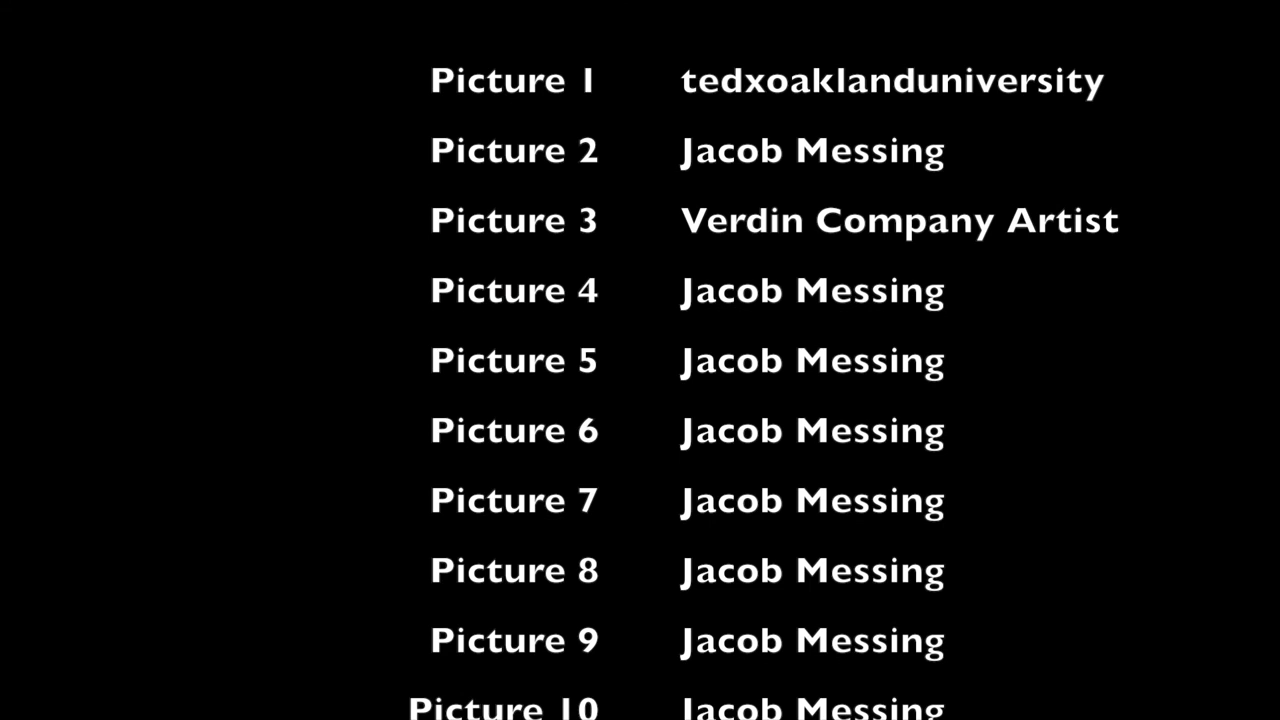 Picture 1 tedxoaklanduniversity
Picture 2 Jacob Messing
Picture 3 Verdin Company Artist
Picture 4 Jacob Messing
Picture 5 Jacob Messing
Picture 6 Jacob Messing
Picture 7 Jacob Messing
Picture 8 Jacob Messing
Picture 9 Jacob Messing
Picture 10 Jacob Messing